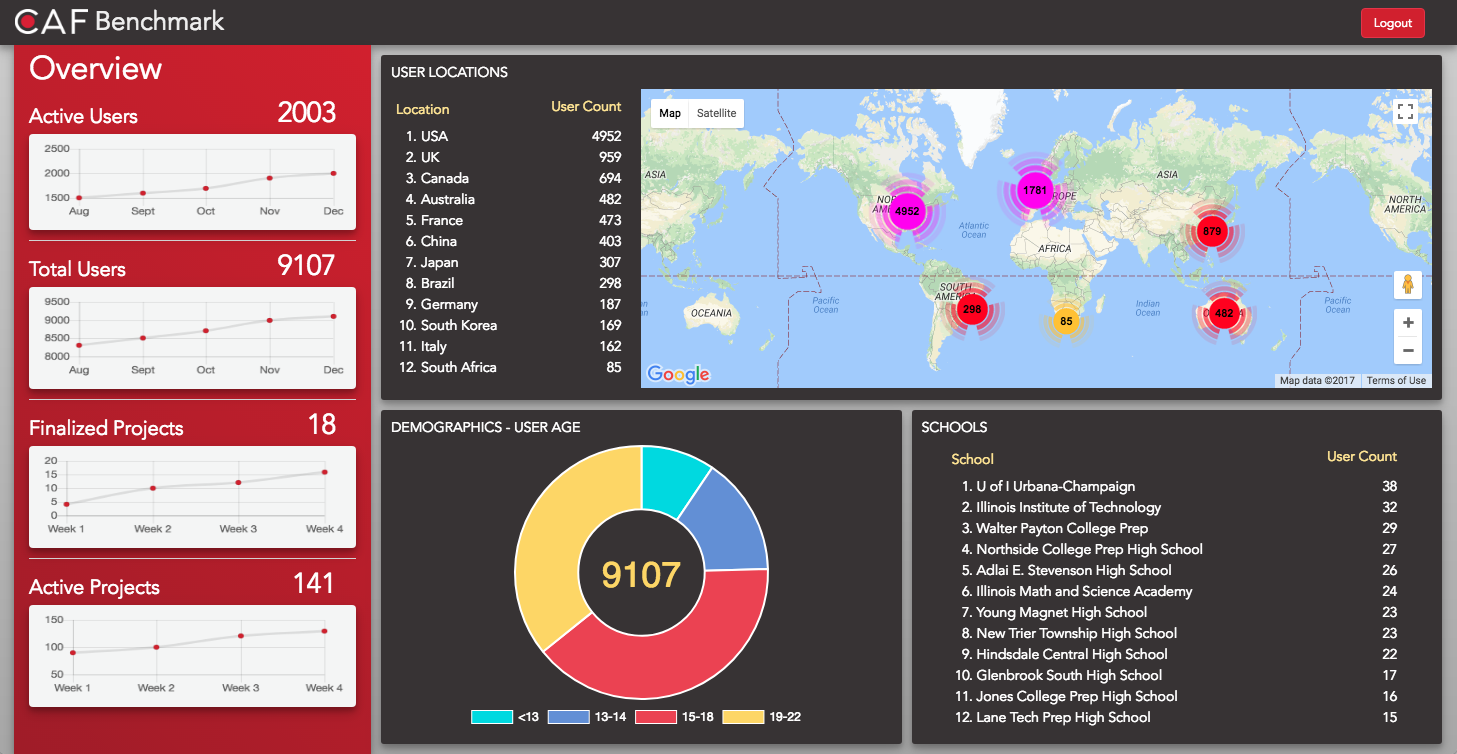 CAF Benchmark
Logout
Overview
Active Users 2003
2500
2000
1500
Aug Sept Oct Nov Dec
Total Users 9107
9500
9000
8500
8000
Aug Sept Oct Nov Dec
Finalized Projects 18
20
15
10
5
0
Week 1 Week 2 Week 3 Week 4
Active Projects 141
150
100
50
Week 1 Week 2 Week 3 Week 4
USER LOCATIONS
Location User Count
1. USA 4952
2. UK 959
3. Canada 694
4. Australia 482
5. France 473
6. China 403
7. Japan 307
8. Brazil 298
9. Germany 187
10. South Korea 169
11. Italy 162
12. South Africa 85
Map Satellite
ASIA
ASIA
NORTH
AMERICA
4952
1781
879
Atlantic
Ocean
AFRICA
SOUTH
AMERICA
298
85
482
OCEANIA
Pacific
Ocean
Indian
Ocean
Pacific
Ocean
+
−
Google
Map data ©2017 Terms of Use
DEMOGRAPHICS - USER AGE
9107
<13 13-14 15-18 19-22
SCHOOLS
School User Count
1. U of I Urbana-Champaign 38
2. Illinois Institute of Technology 32
3. Walter Payton College Prep 29
4. Northside College Prep High School 27
5. Adlai E. Stevenson High School 26
6. Illinois Math and Science Academy 24
7. Young Magnet High School 23
8. New Trier Township High School 23
9. Hindsdale Central High School 22
10. Glenbrook South High School 17
11. Jones College Prep High School 16
12. Lane Tech Prep High School 15